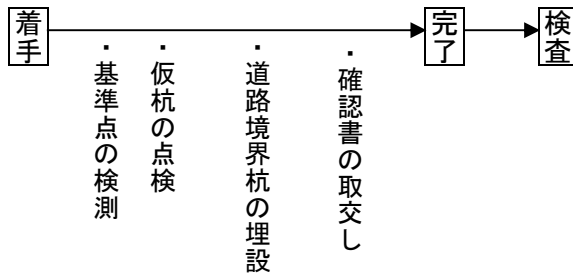 着手
・基準点の検測
・仮杭の点検
・道路境界杭の埋設
・確認書の取交し
完了
検査